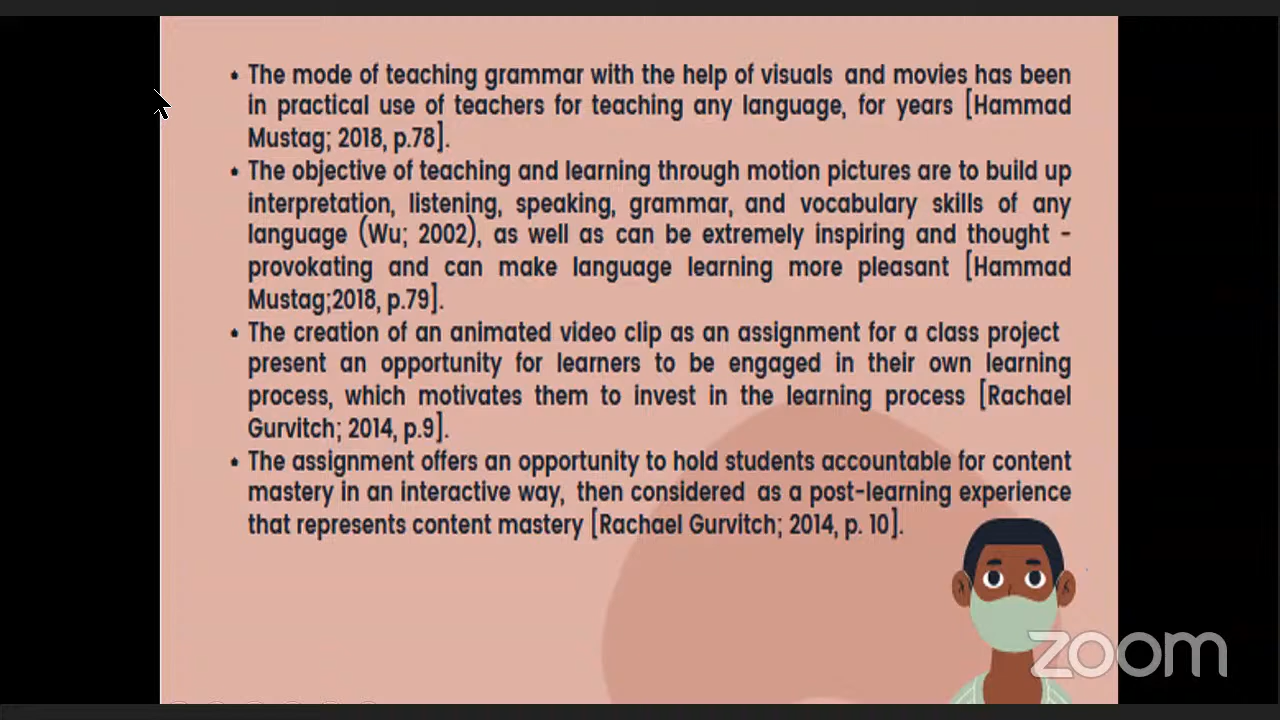 • The mode of teaching grammar with the help of visuals and movies has been
in practical use of teachers for teaching any language, for years [Hammad
Mustag; 2018, p.78].
• The objective of teaching and learning through motion pictures are to build up
interpretation, listening, speaking, grammar, and vocabulary skills of any
language (Wu; 2002), as well as can be extremely inspiring and thought -
provokating and can make language learning more pleasant [Hammad
Mustag;2018, p.79].
• The creation of an animated video clip as an assignment for a class project
present an opportunity for learners to be engaged in their own learning
process, which motivates them to invest in the learning process [Rachael
Gurvitch; 2014, p.9].
• The assignment offers an opportunity to hold students accountable for content
mastery in an interactive way, then considered as a post-learning experience
that represents content mastery [Rachael Gurvitch; 2014, p. 10].
zoom